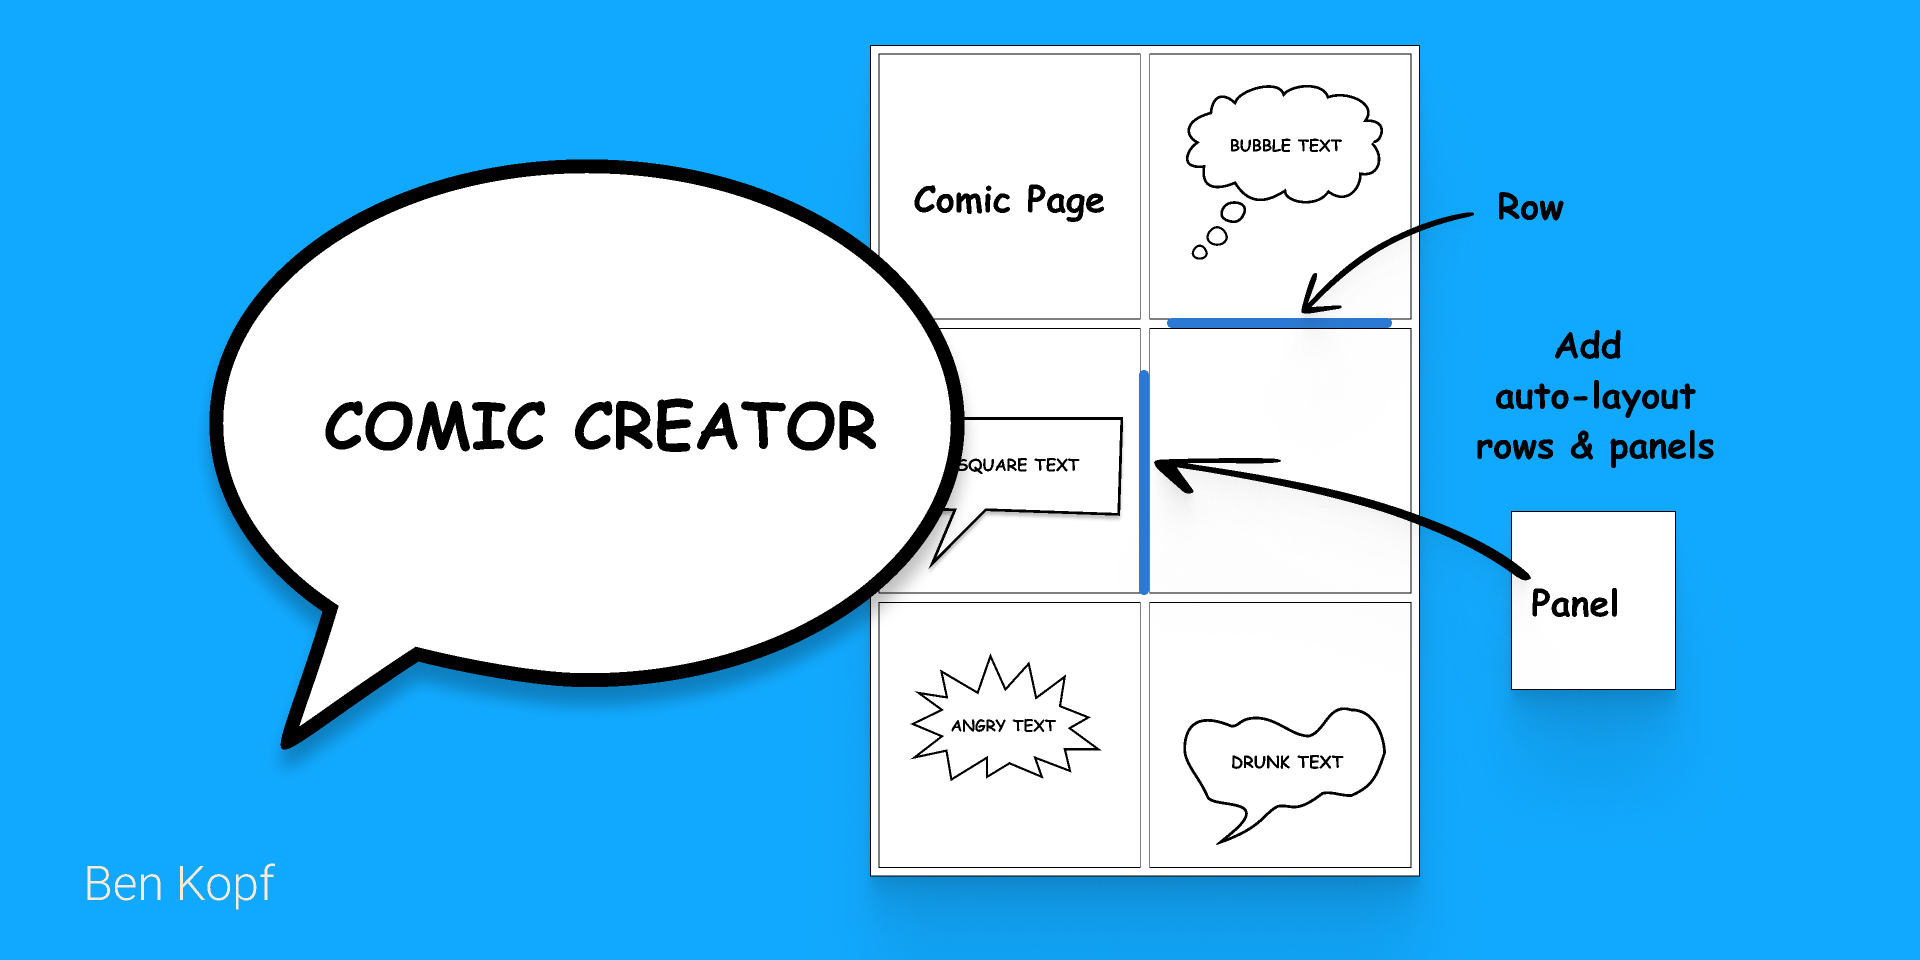 COMIC CREATOR
Comic Page
BUBBLE TEXT
SQUARE TEXT
ANGRY TEXT
DRUNK TEXT
Row
Add
auto-layout
rows & panels
Panel
Ben Kopf